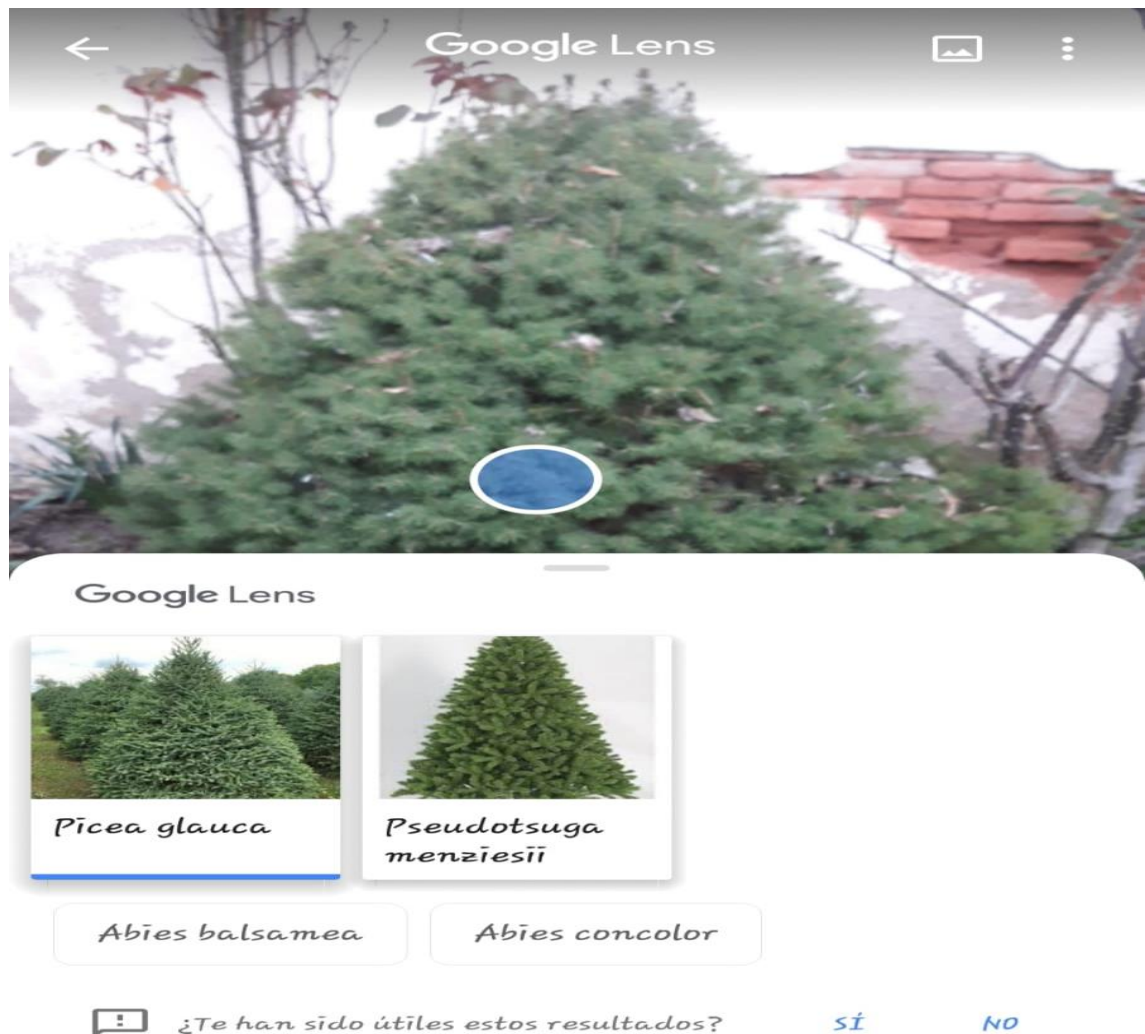 Google Lens
Google Lens
Picea glauca
Pseudotsuga
menziesii
Abies balsamea
Abies concolor
¿Te han sido útiles estos resultados?
SÍ
NO